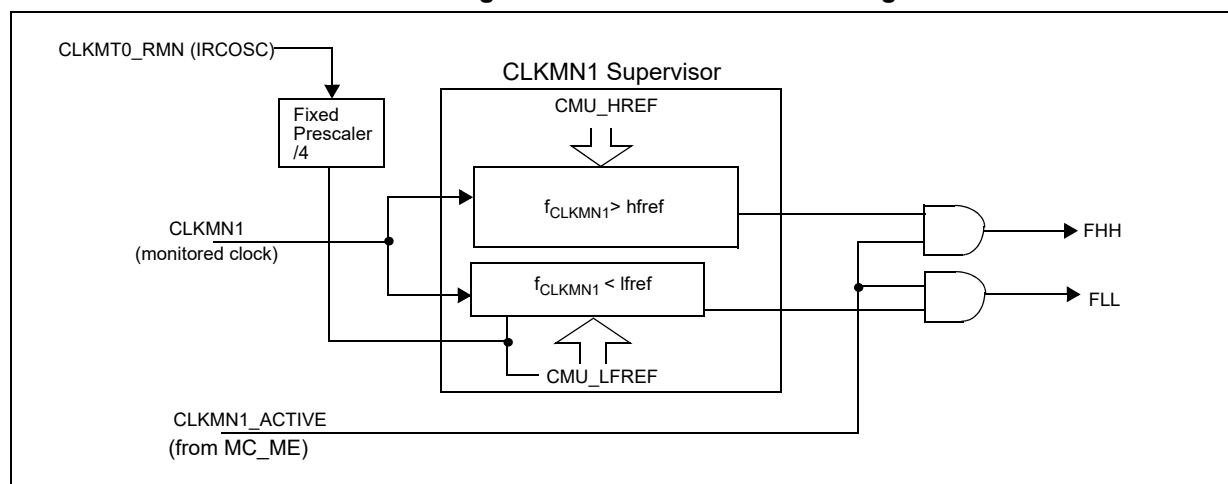 CLKMT0_RMN (IRCOSC)
CLKMN1 Supervisor
CMU_HREF
Fixed
Prescaler
/4
fCLKMN1> hfref
CLKMN1
(monitored clock)
FHH
fCLKMN1 < lfref
FLL
CMU_LFREF
CLKMN1_ACTIVE
(from MC_ME)